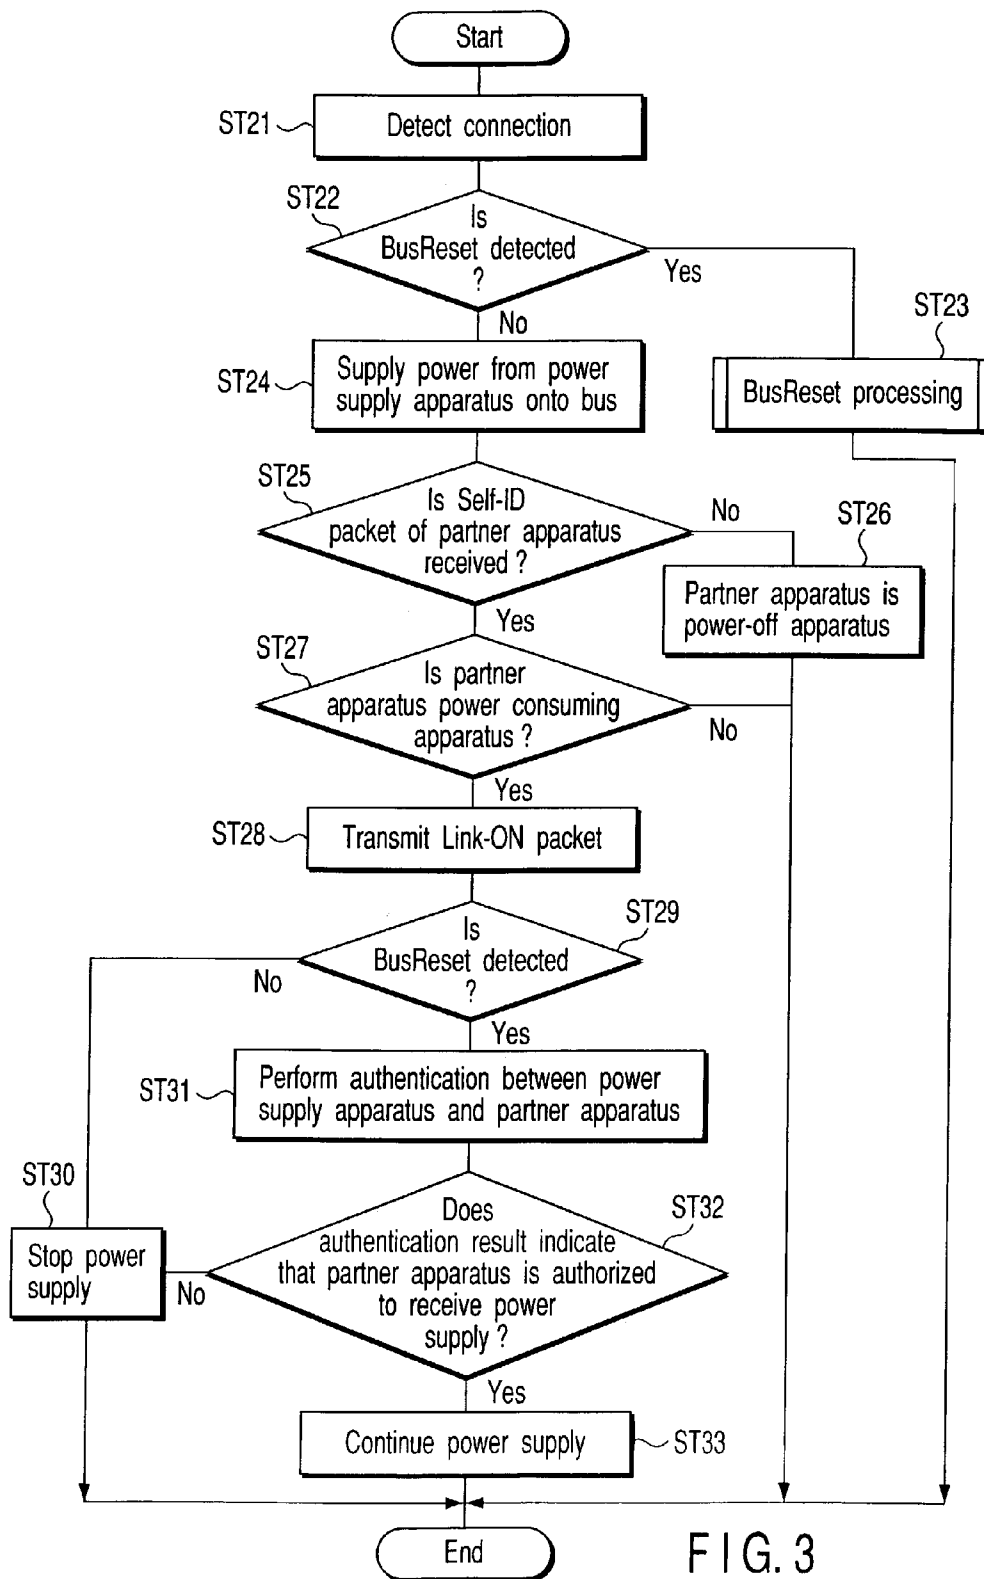 Start
ST21
Detect connection
ST22
Is
BusReset detected
?
Yes
No
ST23
BusReset processing
ST24
Supply power from power
supply apparatus onto bus
ST25
Is Self-ID
packet of partner apparatus
received ?
No
Yes
ST26
Partner apparatus is
power-off apparatus
ST27
Is partner
apparatus power consuming
apparatus ?
No
Yes
ST28
Transmit Link-ON packet
ST29
Is
BusReset detected
?
No
Yes
ST31
Perform authentication between power
supply apparatus and partner apparatus
ST30
Stop power
supply
ST32
Does
authentication result indicate
that partner apparatus is authorized
to receive power
supply ?
No
Yes
Continue power supply
ST33
End
FIG. 3